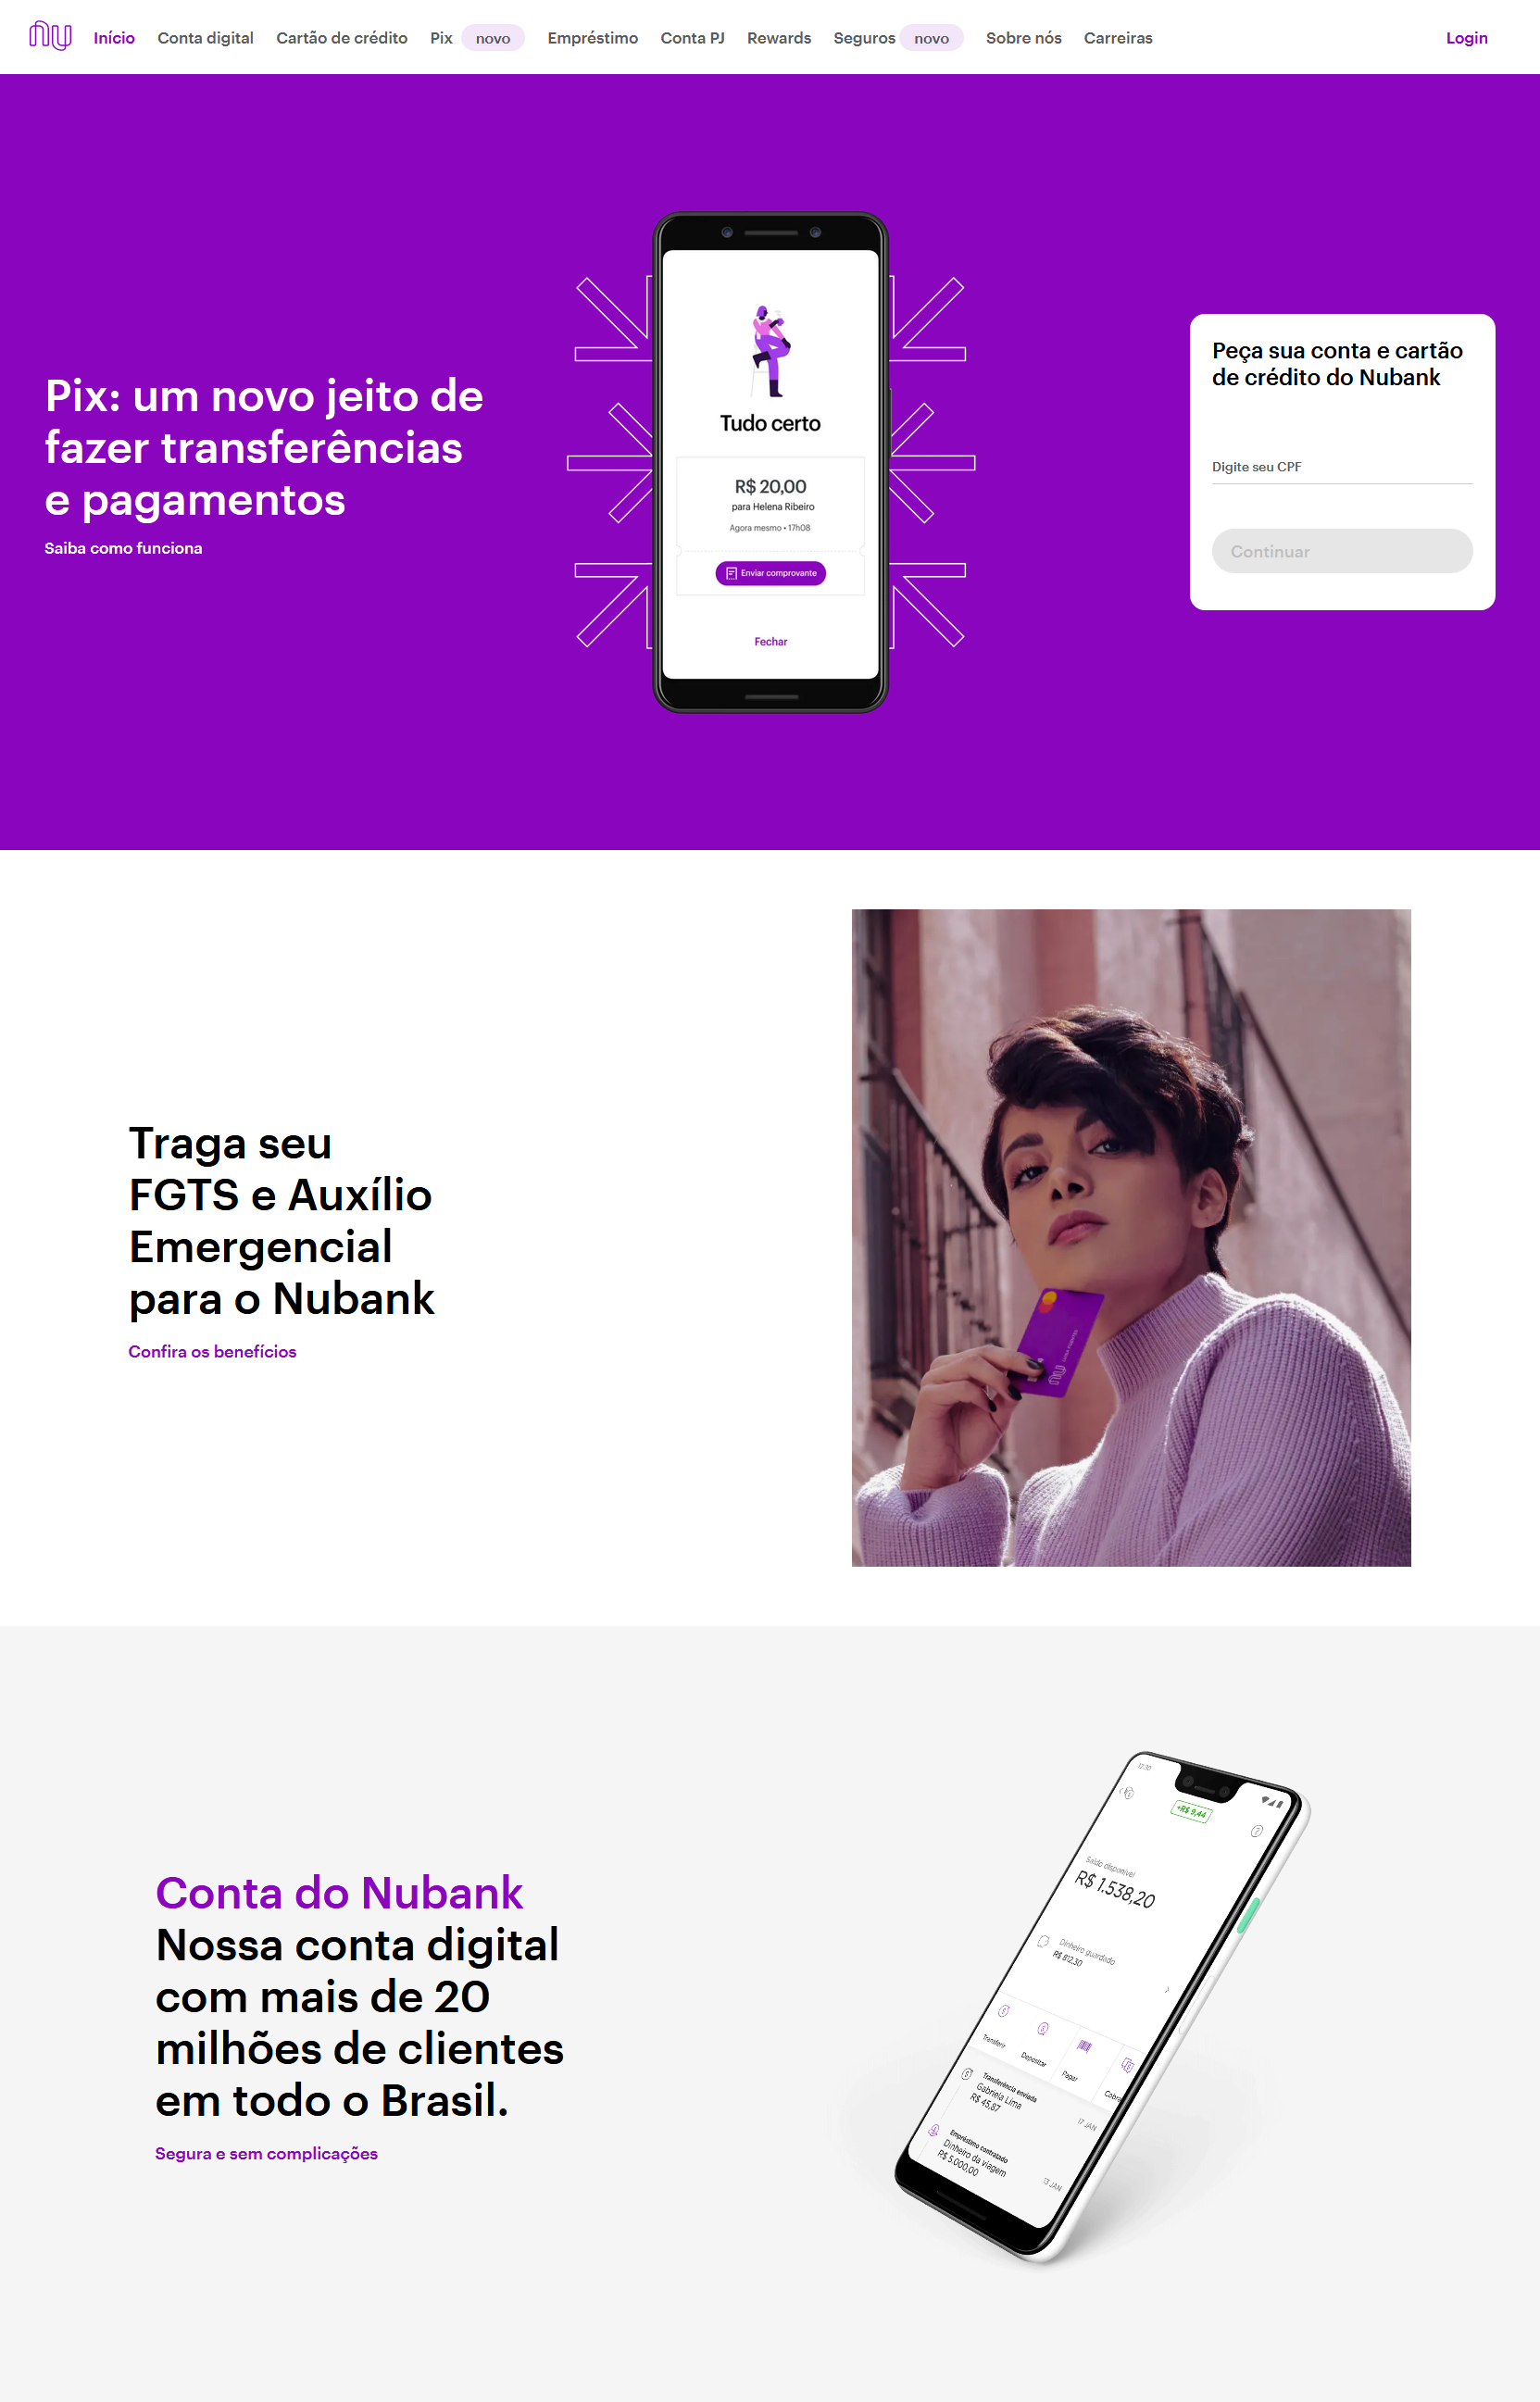 nu Início Conta digital Cartão de crédito Pix novo Empréstimo Conta PJ Rewards Seguros novo Sobre nós Carreiras Login
Pix: um novo jeito de
fazer transferências
e pagamentos
Saiba como funciona
Tudo certo
R$ 20,00
para Helena Ribeiro
Agora mesmo • 17h08
Enviar comprovante
Fechar
Peça sua conta e cartão
de crédito do Nubank
Digite seu CPF
Continuar
Traga seu
FGTS e Auxílio
Emergencial
para o Nubank
Confira os benefícios
nu
Conta do Nubank
Nossa conta digital
com mais de 20
milhões de clientes
em todo o Brasil.
Segura e sem complicações
+R$ 9,44
Saldo disponível
R$ 1.538,20
Dinheiro guardado
R$ 812,30
Transferir
Depositar
Pagar
Transferência enviada
17 JAN
Gabriela Lima
R$ 45,87
Empréstimo contratado
13 JAN
Dinheiro da viagem
R$ 5.000,00